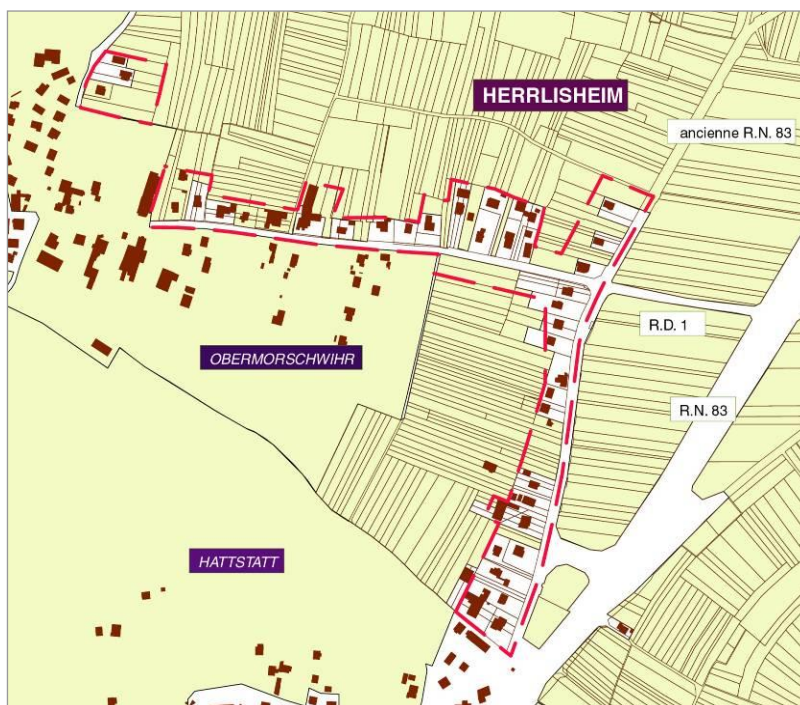 HERRLISHEIM
ancienne R.N. 83
R.D. 1
OBERMORSCHWIHR
R.N. 83
HATTSTATT